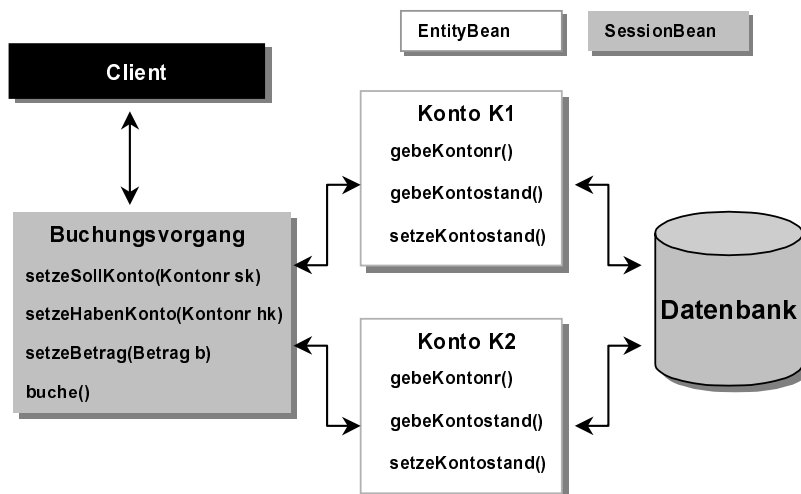 EntityBean
SessionBean
Client
Konto K1
gebeKontonr()
gebeKontostand()
setzeKontostand()
Buchungsvorgang
setzeSollKonto(Kontonr sk)
setzeHabenKonto(Kontonr hk)
setzeBetrag(Betrag b)
buche()
Konto K2
gebeKontonr()
gebeKontostand()
setzeKontostand()
Datenbank